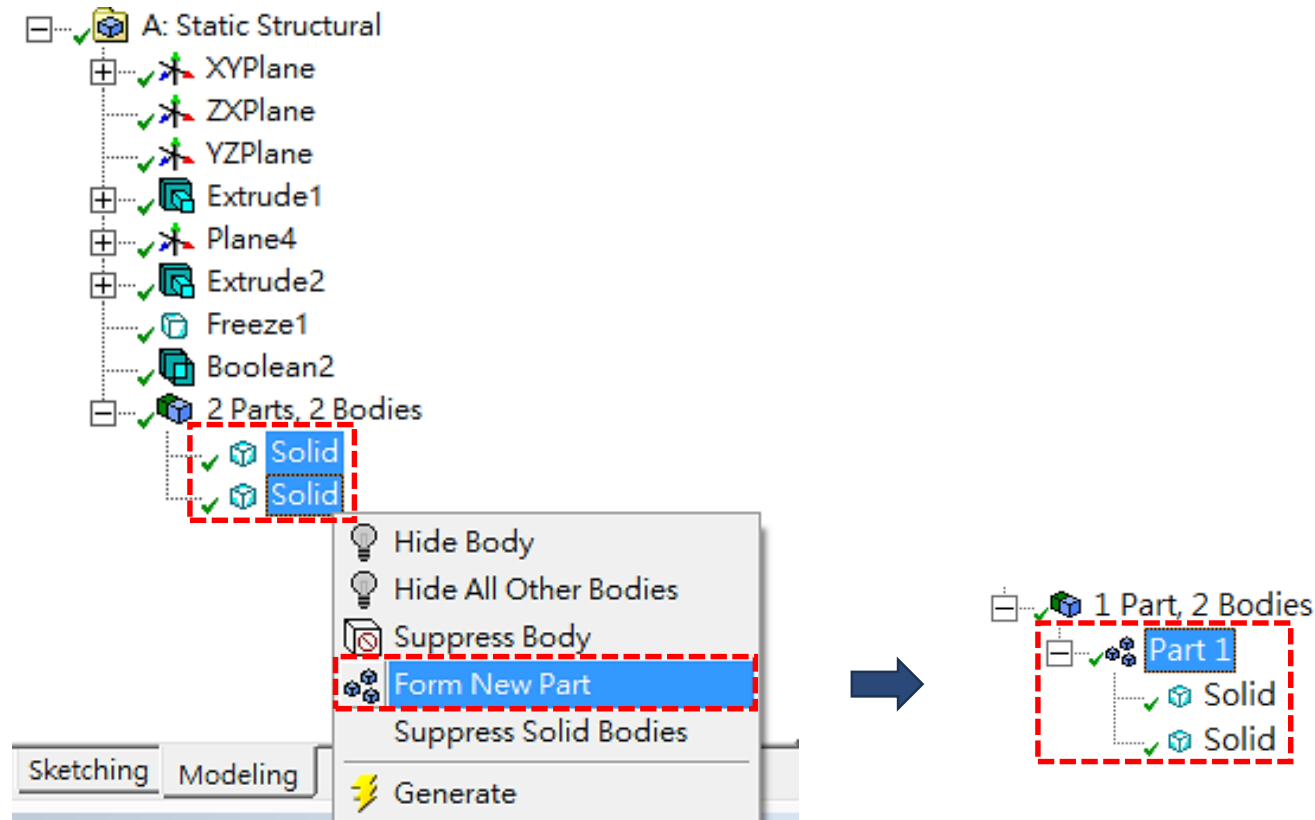 A: Static Structural
XYPlane
ZXPlane
YZPlane
Extrude1
Plane4
Extrude2
Freeze1
Boolean2
2 Parts, 2 Bodies
Solid
Solid
Hide Body
Hide All Other Bodies
Suppress Body
Form New Part
Suppress Solid Bodies
Generate
Sketching Modeling
1 Part, 2 Bodies
Part 1
Solid
Solid